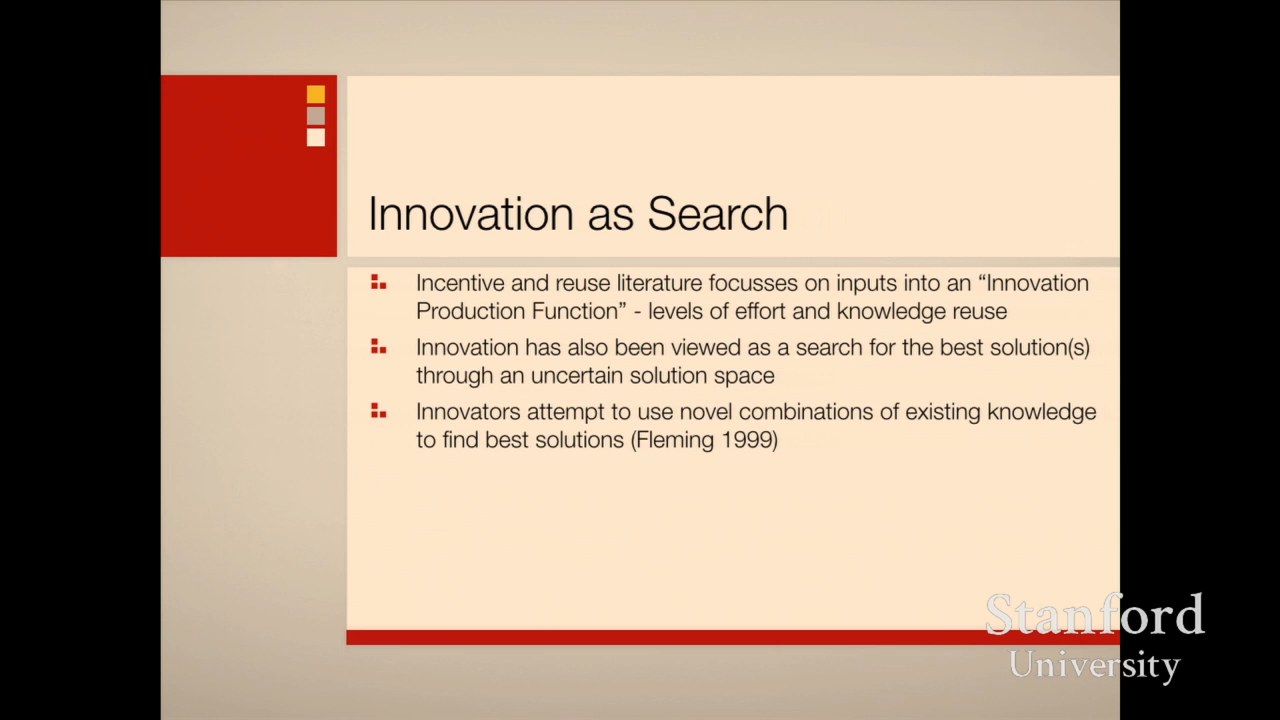 Innovation as Search
Incentive and reuse literature focusses on inputs into an “Innovation
Production Function” - levels of effort and knowledge reuse
Innovation has also been viewed as a search for the best solution(s)
through an uncertain solution space
Innovators attempt to use novel combinations of existing knowledge
to find best solutions (Fleming 1999)
Stanford
University